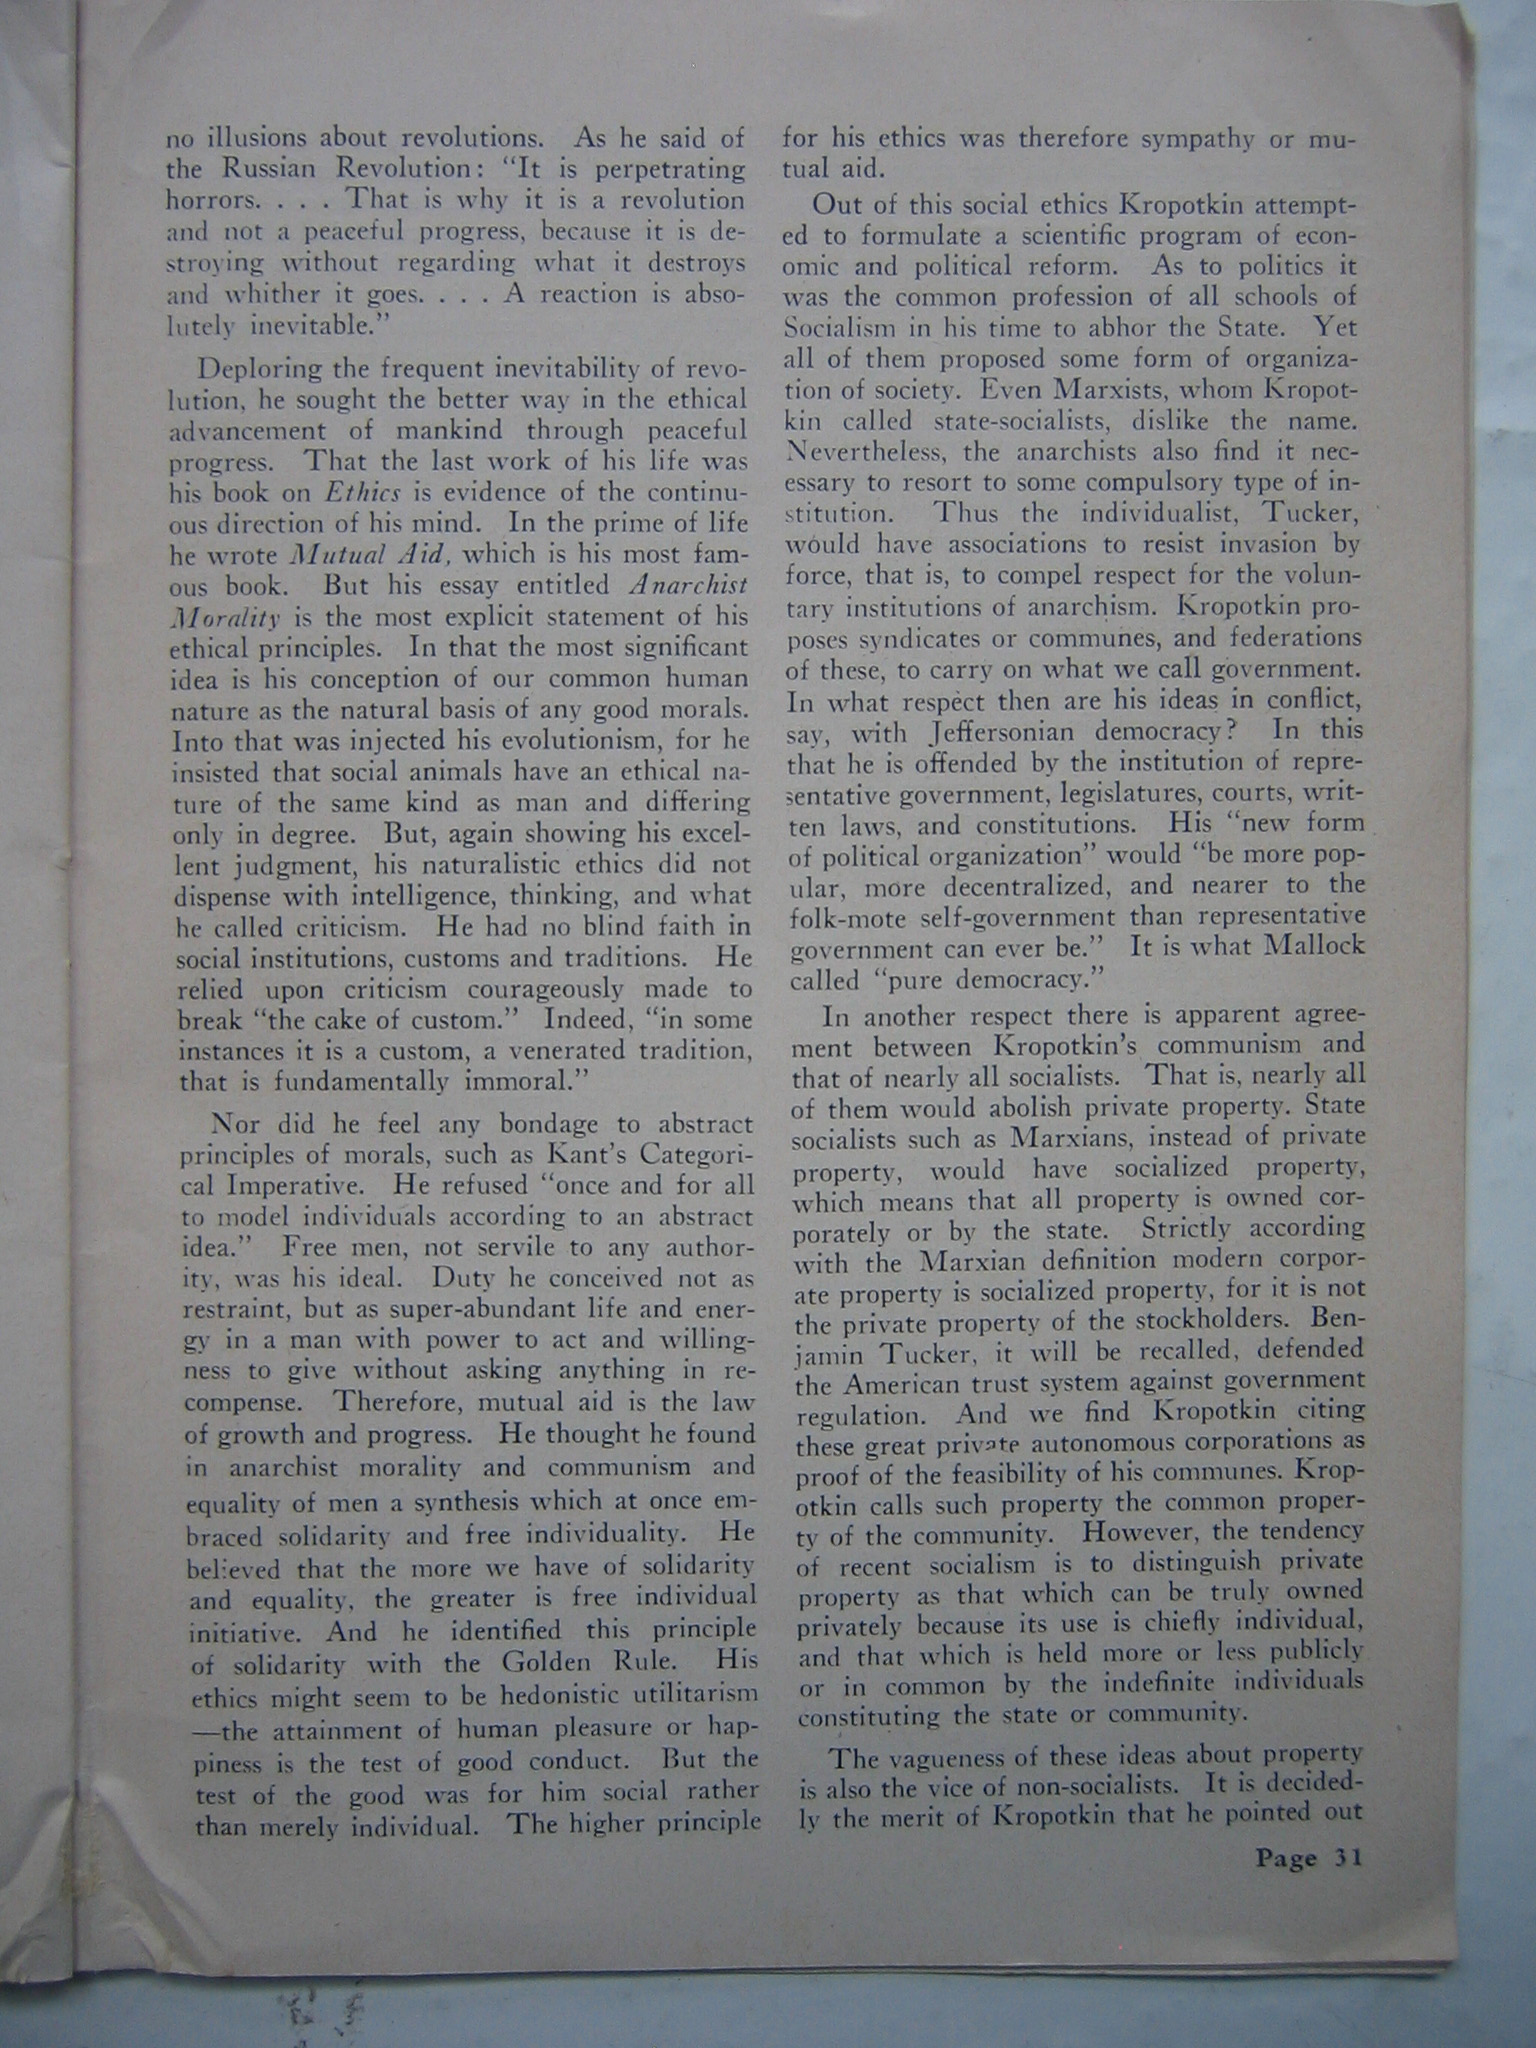 no illusions about revolutions. As he said of
the Russian Revolution: “It is perpetrating
horrors. . . . That is why it is a revolution
and not a peaceful progress, because it is de-
stroying without regarding what it destroys
and whither it goes. . . . A reaction is abso-
lutely inevitable.”
Deploring the frequent inevitability of revo-
lution, he sought the better way in the ethical
advancement of mankind through peaceful
progress. That the last work of his life was
his book on Ethics is evidence of the continu-
ous direction of his mind. In the prime of life
he wrote Mutual Aid, which is his most fam-
ous book. But his essay entitled Anarchist
Morality is the most explicit statement of his
ethical principles. In that the most significant
idea is his conception of our common human
nature as the natural basis of any good morals.
Into that was injected his evolutionism, for he
insisted that social animals have an ethical na-
ture of the same kind as man and differing
only in degree. But, again showing his excel-
lent judgment, his naturalistic ethics did not
dispense with intelligence, thinking, and what
he called criticism. He had no blind faith in
social institutions, customs and traditions. He
relied upon criticism courageously made to
break “the cake of custom.” Indeed, “in some
instances it is a custom, a venerated tradition,
that is fundamentally immoral.”
Nor did he feel any bondage to abstract
principles of morals, such as Kant’s Categori-
cal Imperative. He refused “once and for all
to model individuals according to an abstract
idea.” Free men, not servile to any author-
ity, was his ideal. Duty he conceived not as
restraint, but as super-abundant life and ener-
gy in a man with power to act and willing-
ness to give without asking anything in re-
compense. Therefore, mutual aid is the law
of growth and progress. He thought he found
in anarchist morality and communism and
equality of men a synthesis which at once em-
braced solidarity and free individuality. He
believed that the more we have of solidarity
and equality, the greater is free individual
initiative. And he identified this principle
of solidarity with the Golden Rule. His
ethics might seem to be hedonistic utilitarism
—the attainment of human pleasure or hap-
piness is the test of good conduct. But the
test of the good was for him social rather
than merely individual. The higher principle
for his ethics was therefore sympathy or mu-
tual aid.
Out of this social ethics Kropotkin attempt-
ed to formulate a scientific program of econ-
omic and political reform. As to politics it
was the common profession of all schools of
Socialism in his time to abhor the State. Yet
all of them proposed some form of organiza-
tion of society. Even Marxists, whom Kropot-
kin called state-socialists, dislike the name.
Nevertheless, the anarchists also find it nec-
essary to resort to some compulsory type of in-
stitution. Thus the individualist, Tucker,
would have associations to resist invasion by
force, that is, to compel respect for the volun-
tary institutions of anarchism. Kropotkin pro-
poses syndicates or communes, and federations
of these, to carry on what we call government.
In what respect then are his ideas in conflict,
say, with Jeffersonian democracy? In this
that he is offended by the institution of repre-
sentative government, legislatures, courts, writ-
ten laws, and constitutions. His “new form
of political organization” would “be more pop-
ular, more decentralized, and nearer to the
folk-mote self-government than representative
government can ever be.” It is what Mallock
called “pure democracy.”
In another respect there is apparent agree-
ment between Kropotkin’s communism and
that of nearly all socialists. That is, nearly all
of them would abolish private property. State
socialists such as Marxians, instead of private
property, would have socialized property,
which means that all property is owned cor-
porately or by the state. Strictly according
with the Marxian definition modern corpor-
ate property is socialized property, for it is not
the private property of the stockholders. Ben-
jamin Tucker, it will be recalled, defended
the American trust system against government
regulation. And we find Kropotkin citing
these great private autonomous corporations as
proof of the feasibility of his communes. Krop-
otkin calls such property the common proper-
ty of the community. However, the tendency
of recent socialism is to distinguish private
property as that which can be truly owned
privately because its use is chiefly individual,
and that which is held more or less publicly
or in common by the indefinite individuals
constituting the state or community.
The vagueness of these ideas about property
is also the vice of non-socialists. It is decided-
ly the merit of Kropotkin that he pointed out
Page 31